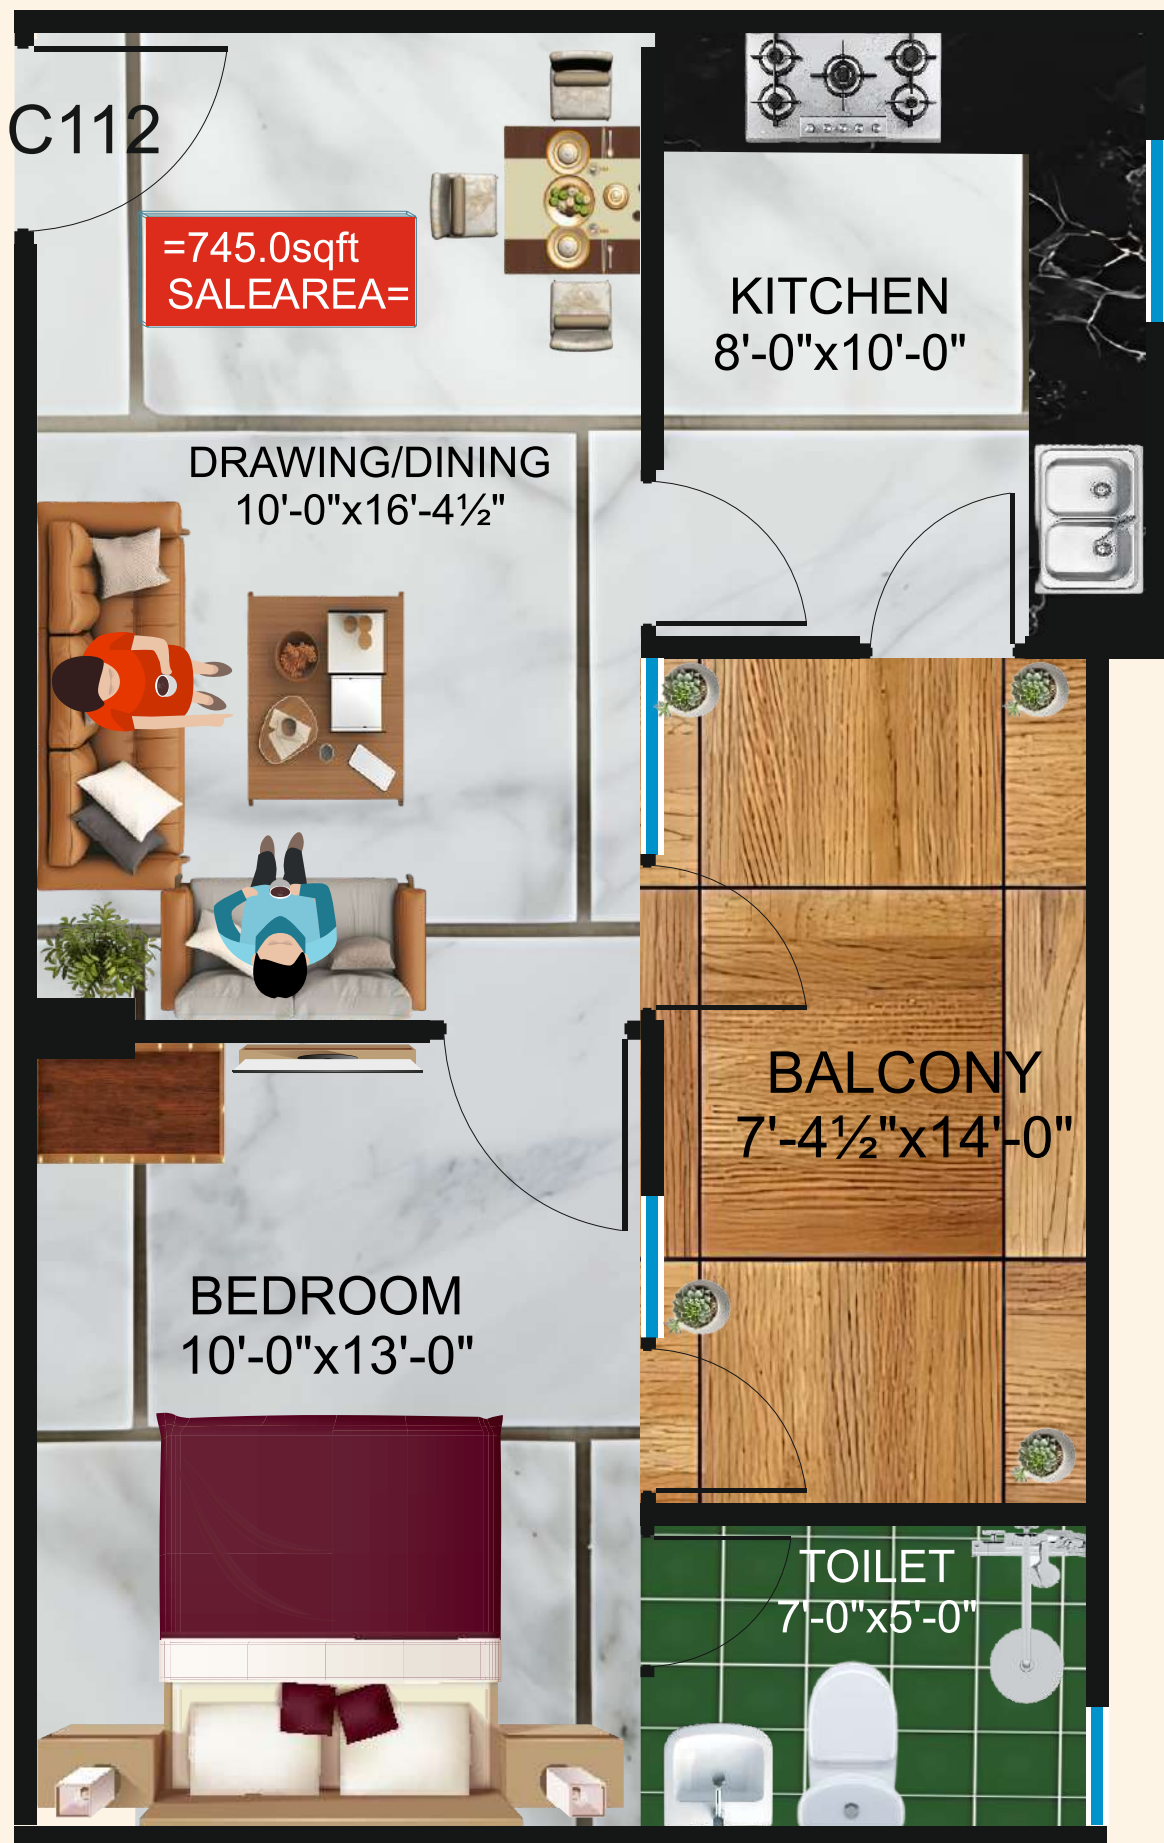 C112
=745.0sqft
SALEAREA=
KITCHEN
8'-0"x10'-0"
DRAWING/DINING
10'-0"x16'-4½"
BALCONY
7'-4½"x14'-0"
BEDROOM
10'-0"x13'-0"
TOILET
7'-0"x5'-0"